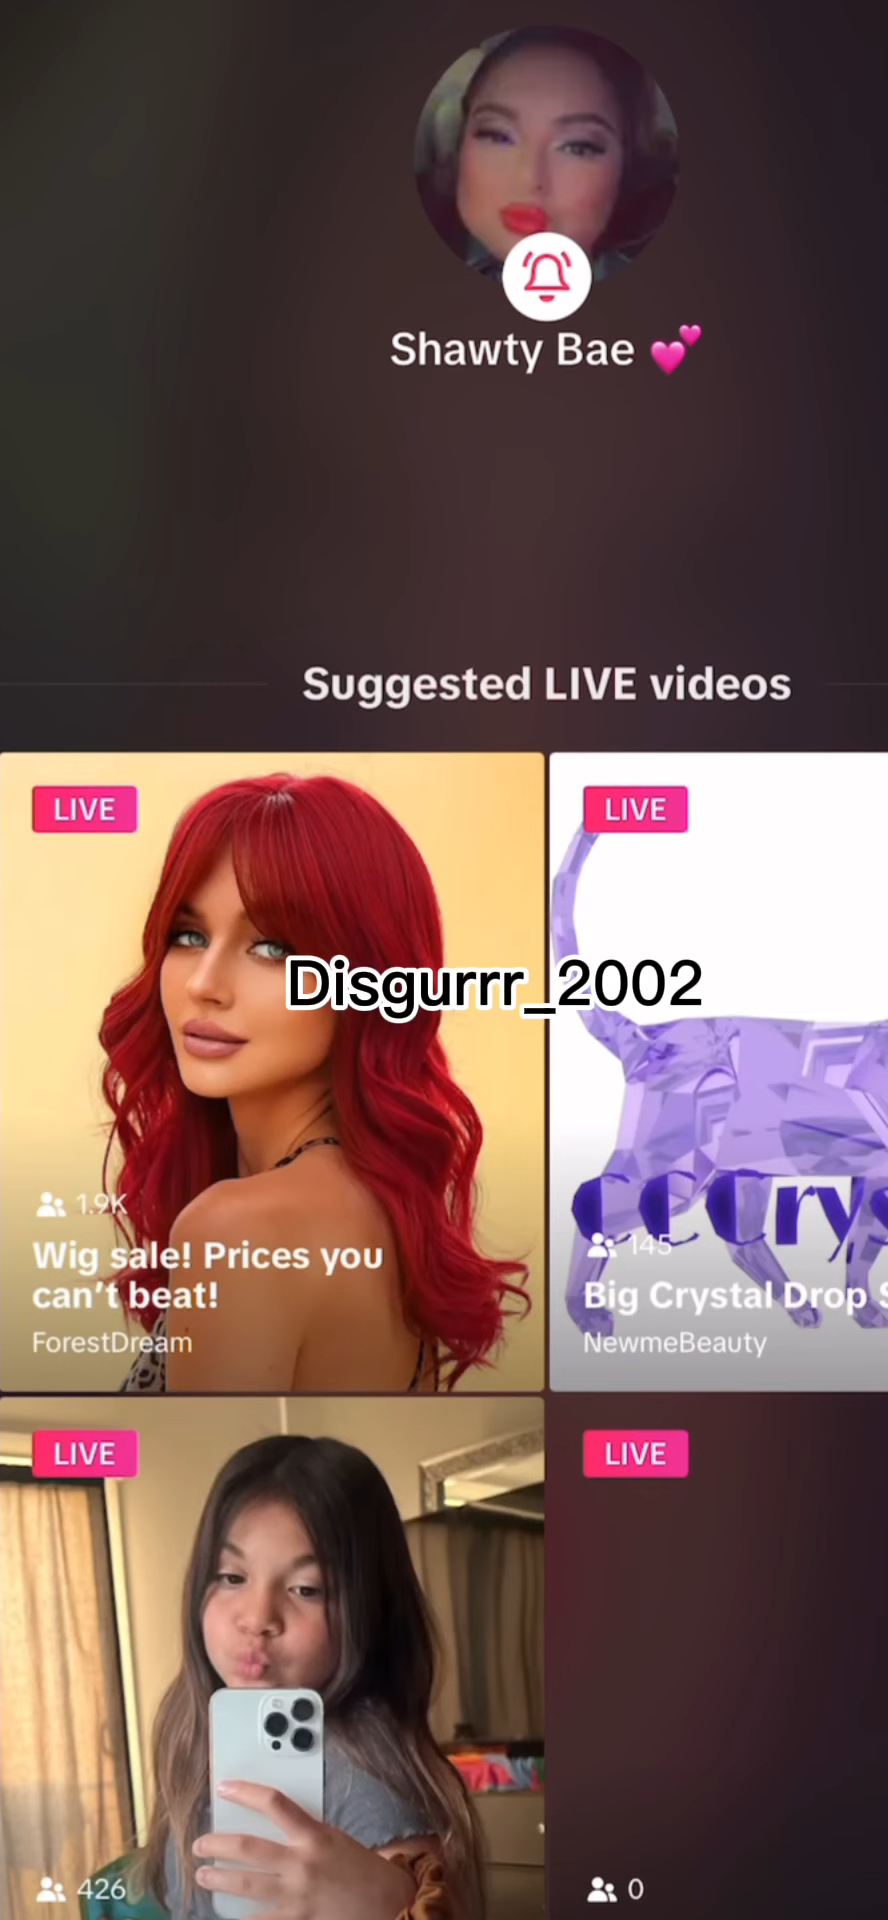 Shawty Bae 💕
Suggested LIVE videos
LIVE
LIVE
Disgurrr_2002
1.9K
Wig sale! Prices you
can't beat!
ForestDream
CCCrys
145
Big Crystal Drop S
NewmeBeauty
LIVE
LIVE
426
0